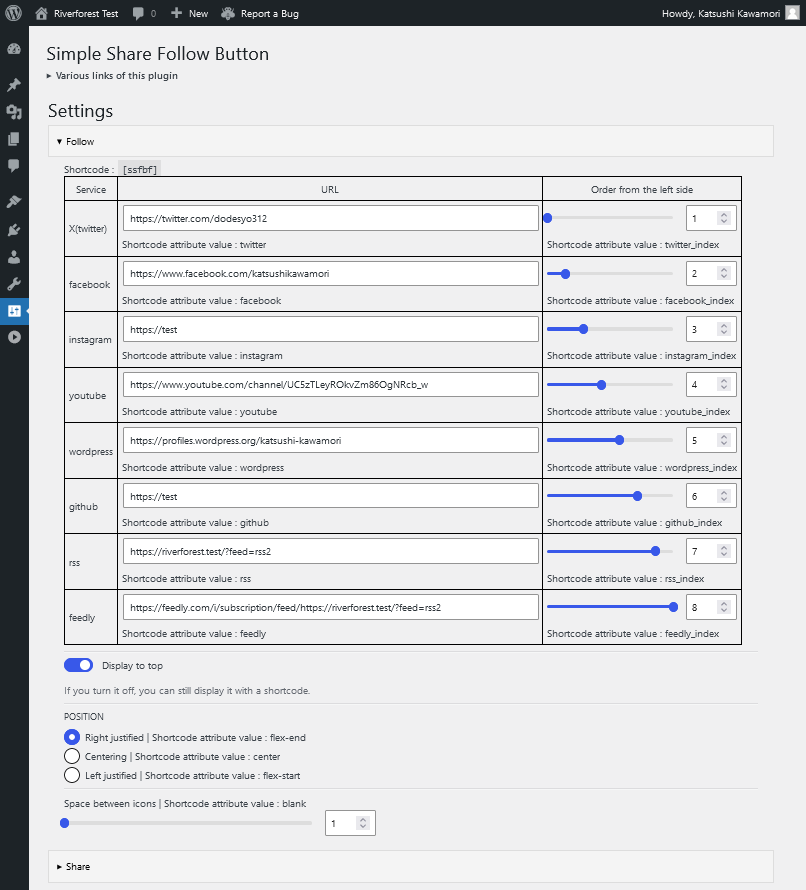 Riverforest Test 0 New Report a Bug Howdy, Katsushi Kawamori
Simple Share Follow Button
▸ Various links of this plugin
Settings
▾ Follow
Shortcode : [ssfbf]
Service URL Order from the left side
X(twitter) https://twitter.com/dodesyo312 1
Shortcode attribute value : twitter Shortcode attribute value : twitter_index
facebook https://www.facebook.com/katsushikawamori 2
Shortcode attribute value : facebook Shortcode attribute value : facebook_index
instagram https://test 3
Shortcode attribute value : instagram Shortcode attribute value : instagram_index
youtube https://www.youtube.com/channel/UC5zTLeyROkvZm86OgNRcb_w 4
Shortcode attribute value : youtube Shortcode attribute value : youtube_index
wordpress https://profiles.wordpress.org/katsushi-kawamori 5
Shortcode attribute value : wordpress Shortcode attribute value : wordpress_index
github https://test 6
Shortcode attribute value : github Shortcode attribute value : github_index
rss https://riverforest.test/?feed=rss2 7
Shortcode attribute value : rss Shortcode attribute value : rss_index
feedly https://feedly.com/i/subscription/feed/https://riverforest.test/?feed=rss2 8
Shortcode attribute value : feedly Shortcode attribute value : feedly_index
Display to top
If you turn it off, you can still display it with a shortcode.
POSITION
Right justified | Shortcode attribute value : flex-end
Centering | Shortcode attribute value : center
Left justified | Shortcode attribute value : flex-start
Space between icons | Shortcode attribute value : blank
1
▸ Share